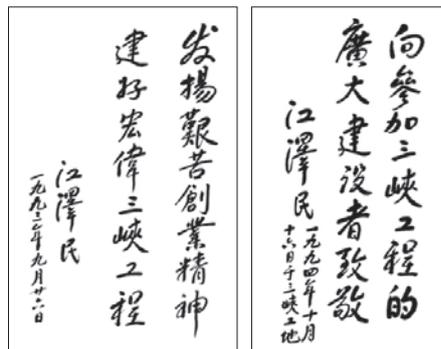 向參加三峽工程的
廣大建设者致敬
江澤民
一九九四年十月
十六日于三峡工地
发揚艱苦創業精神
建好宏偉三峽工程
江澤民
一九九三年九月廿六日